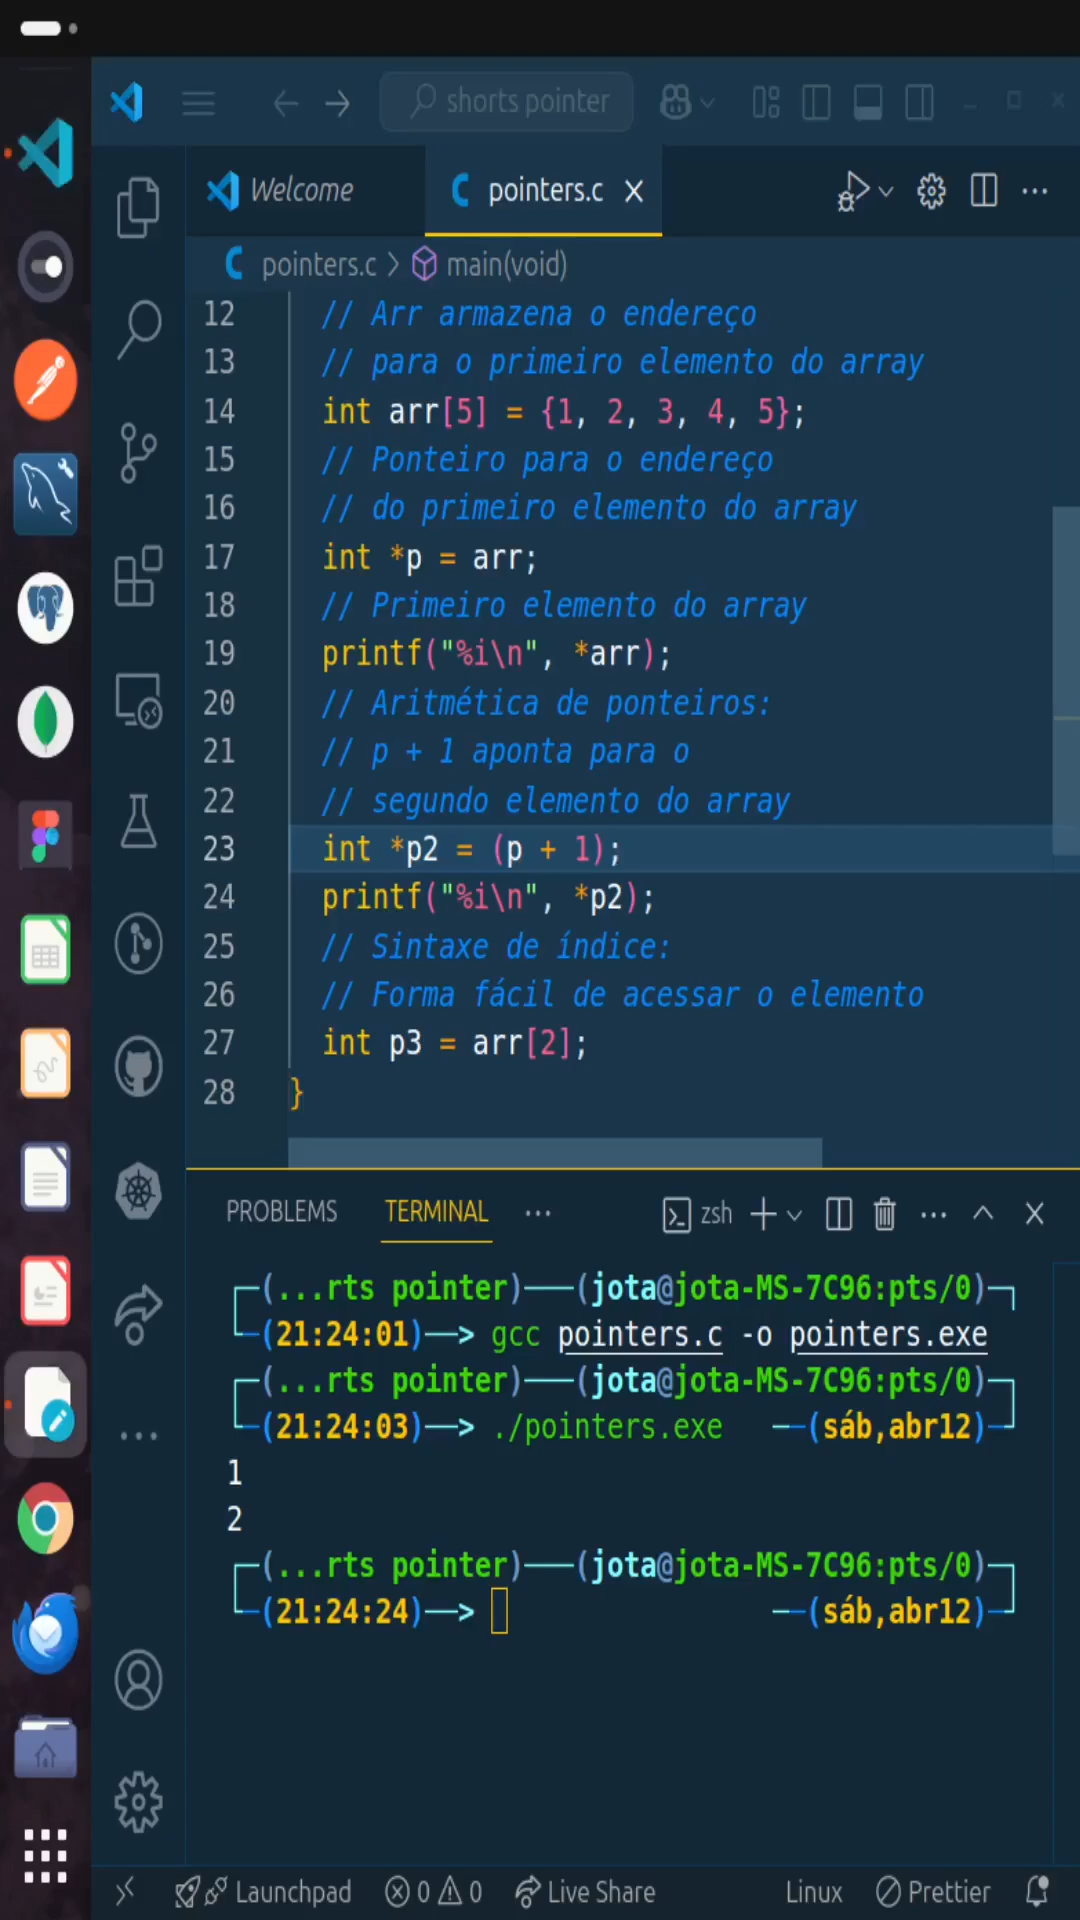 shorts pointer
Welcome
pointers.c
pointers.c > main(void)
12 // Arr armazena o endereço
13 // para o primeiro elemento do array
14 int arr[5] = {1, 2, 3, 4, 5};
15 // Ponteiro para o endereço
16 // do primeiro elemento do array
17 int *p = arr;
18 // Primeiro elemento do array
19 printf("%i\n", *arr);
20 // Aritmética de ponteiros:
21 // p + 1 aponta para o
22 // segundo elemento do array
23 int *p2 = (p + 1);
24 printf("%i\n", *p2);
25 // Sintaxe de índice:
26 // Forma fácil de acessar o elemento
27 int p3 = arr[2];
28 }
PROBLEMS TERMINAL ... zsh
┌─(...rts pointer)──(jota@jota-MS-7C96:pts/0)─┐
└─(21:24:01)──> gcc pointers.c -o pointers.exe
┌─(...rts pointer)──(jota@jota-MS-7C96:pts/0)─┐
└─(21:24:03)──> ./pointers.exe ──(sáb,abr12)─┘
1
2
┌─(...rts pointer)──(jota@jota-MS-7C96:pts/0)─┐
└─(21:24:24)──> ──(sáb,abr12)─┘
Launchpad 0 0 Live Share Linux Prettier